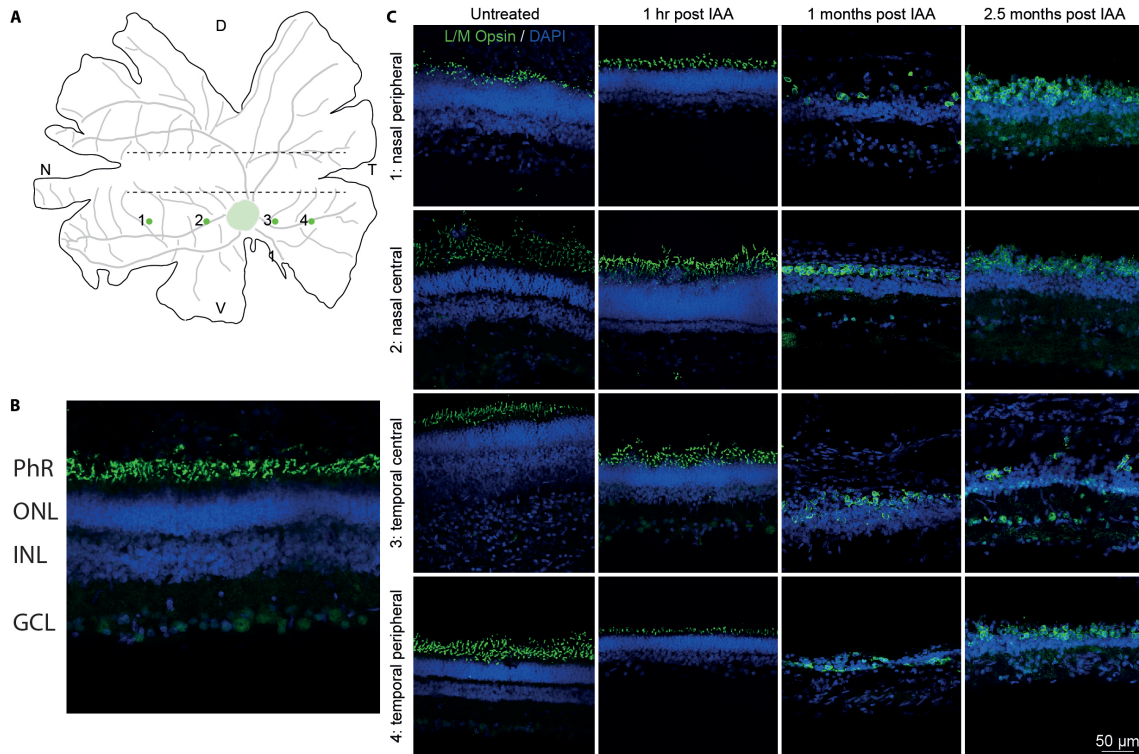 A
D
N
T
1
2
3
4
1
V
B
PhR
ONL
INL
GCL
C
Untreated
1 hr post IAA
1 months post IAA
2.5 months post IAA
L/M Opsin / DAPI
1: nasal peripheral
2: nasal central
3: temporal central
4: temporal peripheral
50 µm